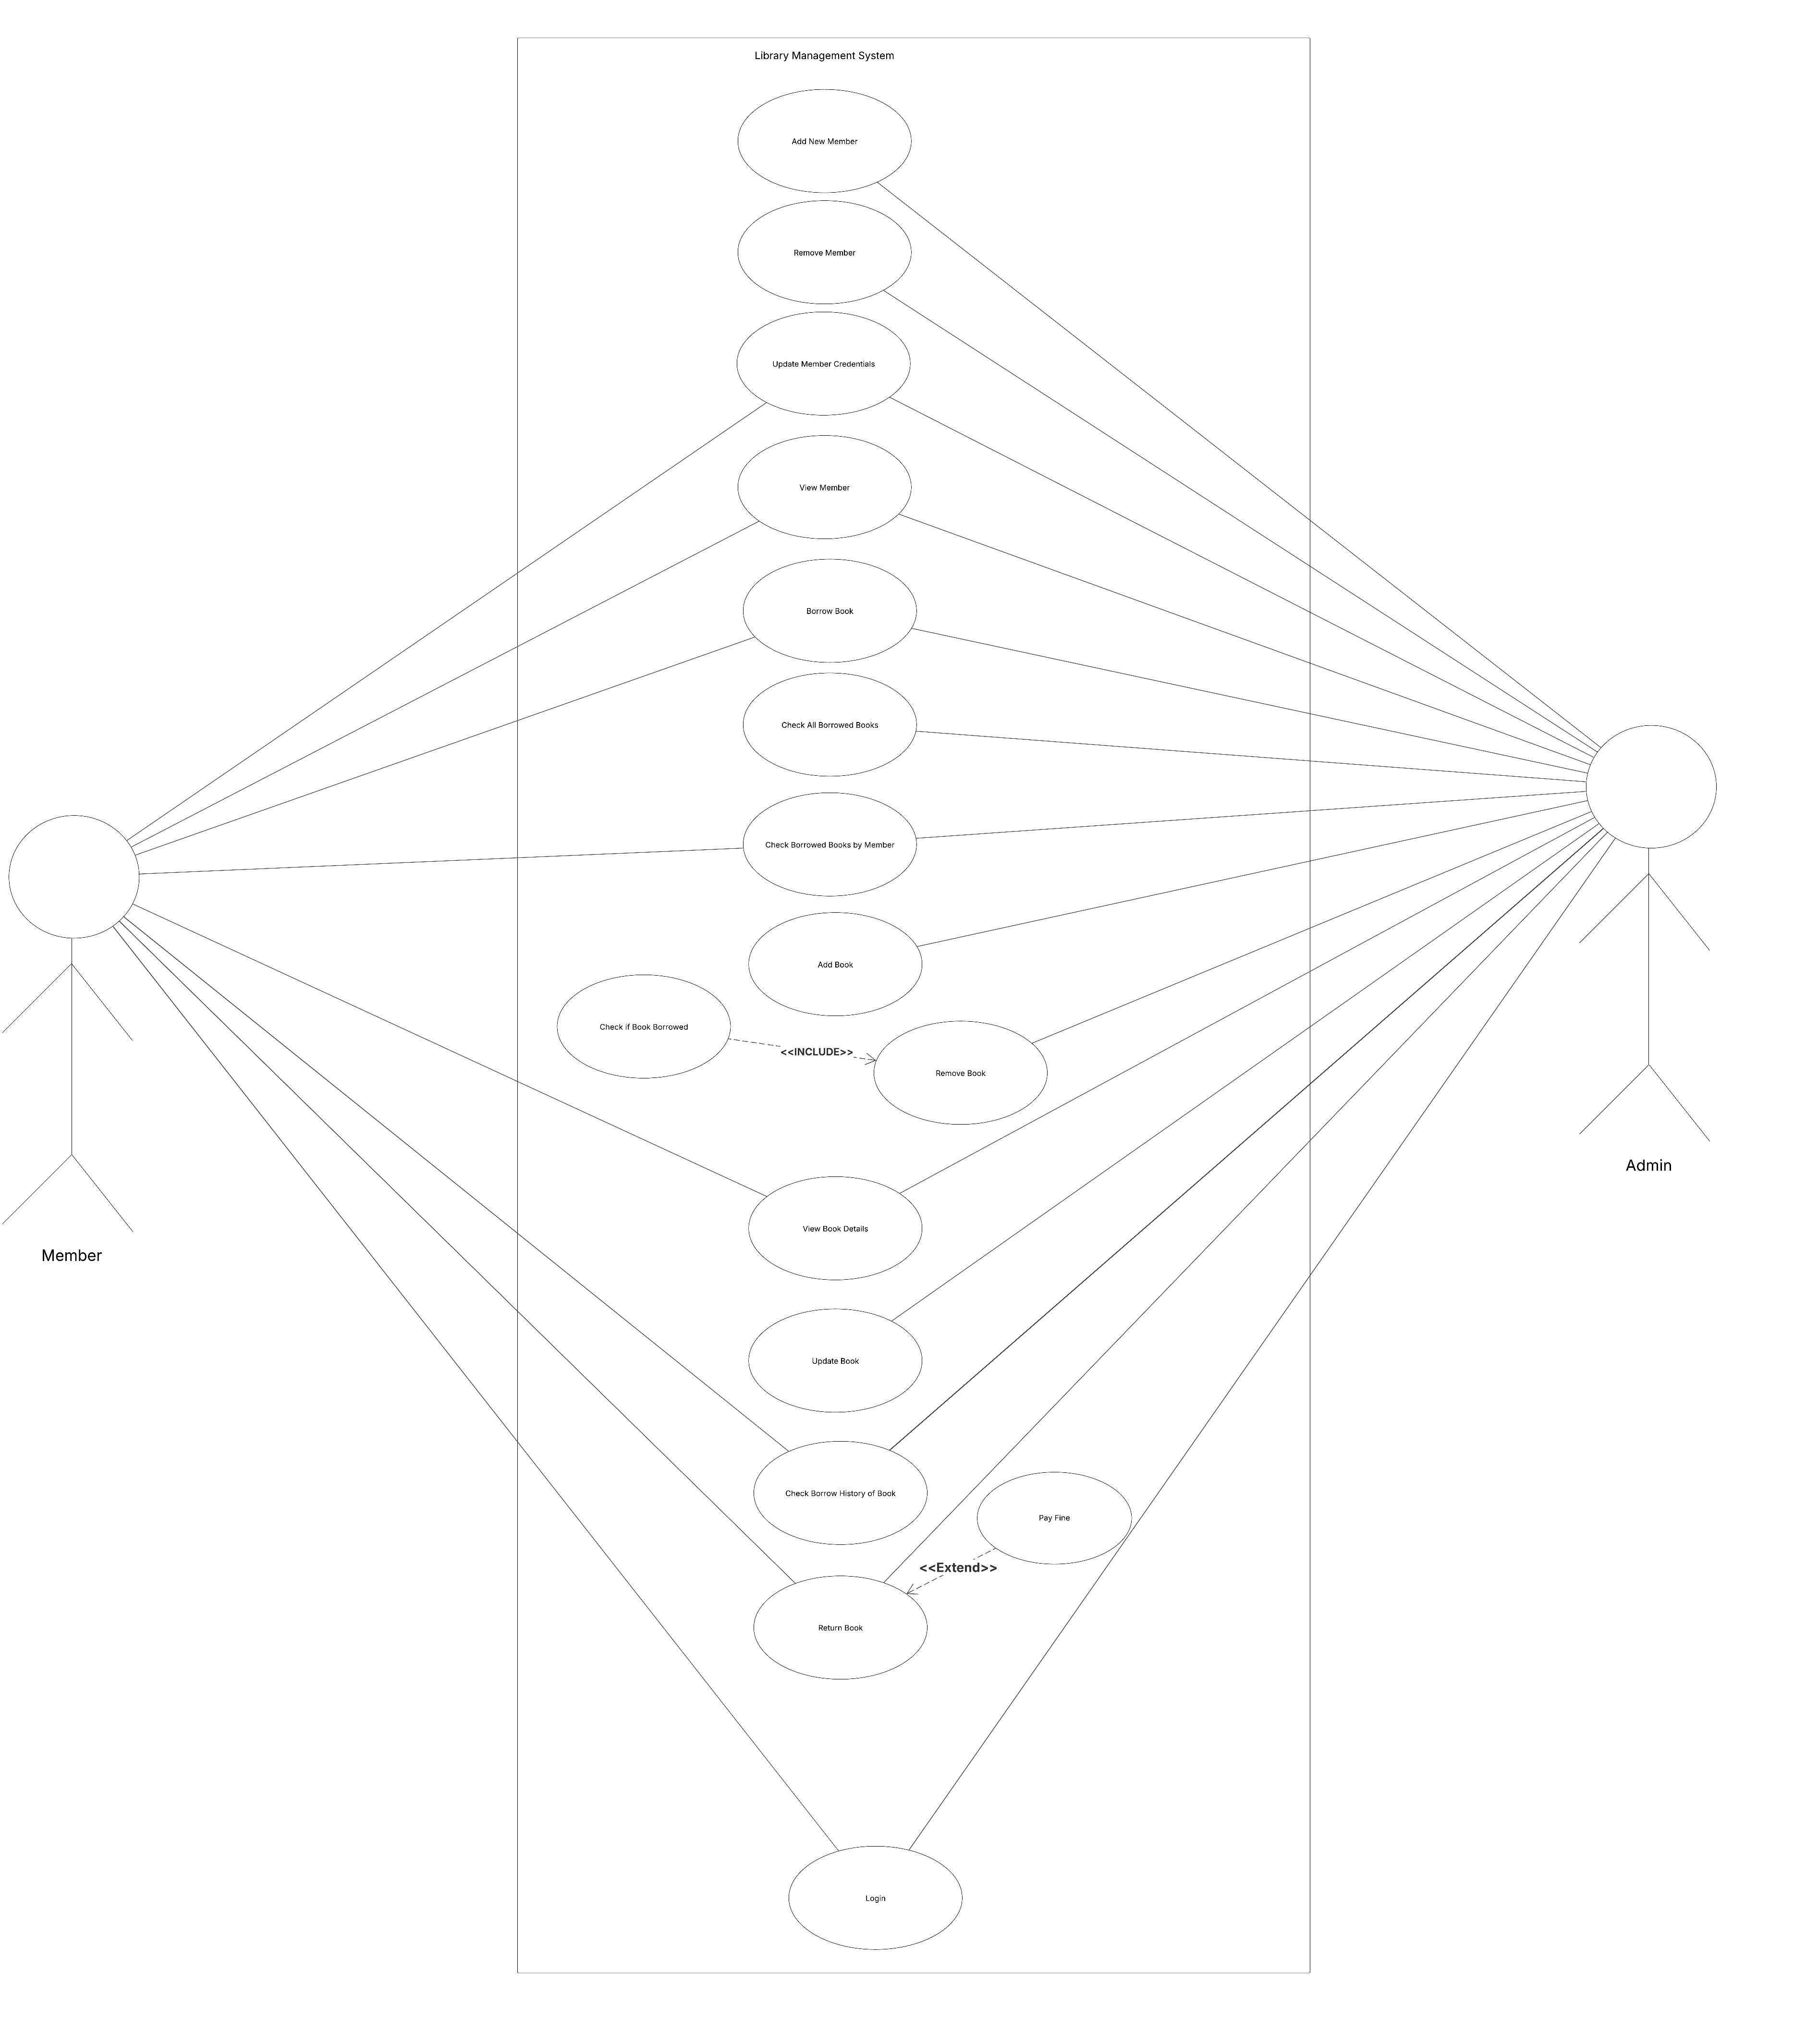 Library Management System
Add New Member
Remove Member
Update Member Credentials
View Member
Borrow Book
Check All Borrowed Books
Check Borrowed Books by Member
Add Book
Check if Book Borrowed
<<INCLUDE>>
Remove Book
Admin
View Book Details
Member
Update Book
Check Borrow History of Book
Pay Fine
<<Extend>>
Return Book
Login